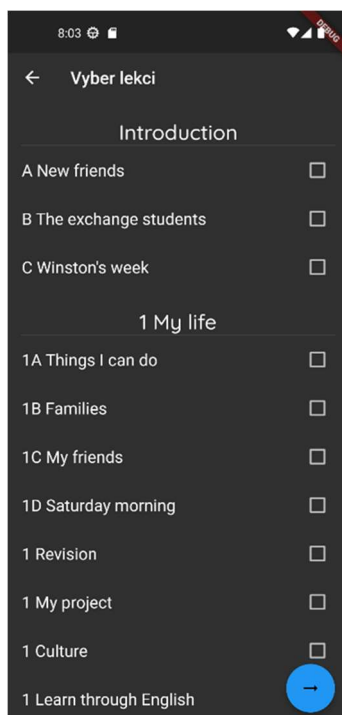 8:03
DEBUG
Vyber lekci
Introduction
A New friends
B The exchange students
C Winston's week
1 My life
1A Things I can do
1B Families
1C My friends
1D Saturday morning
1 Revision
1 My project
1 Culture
1 Learn through English